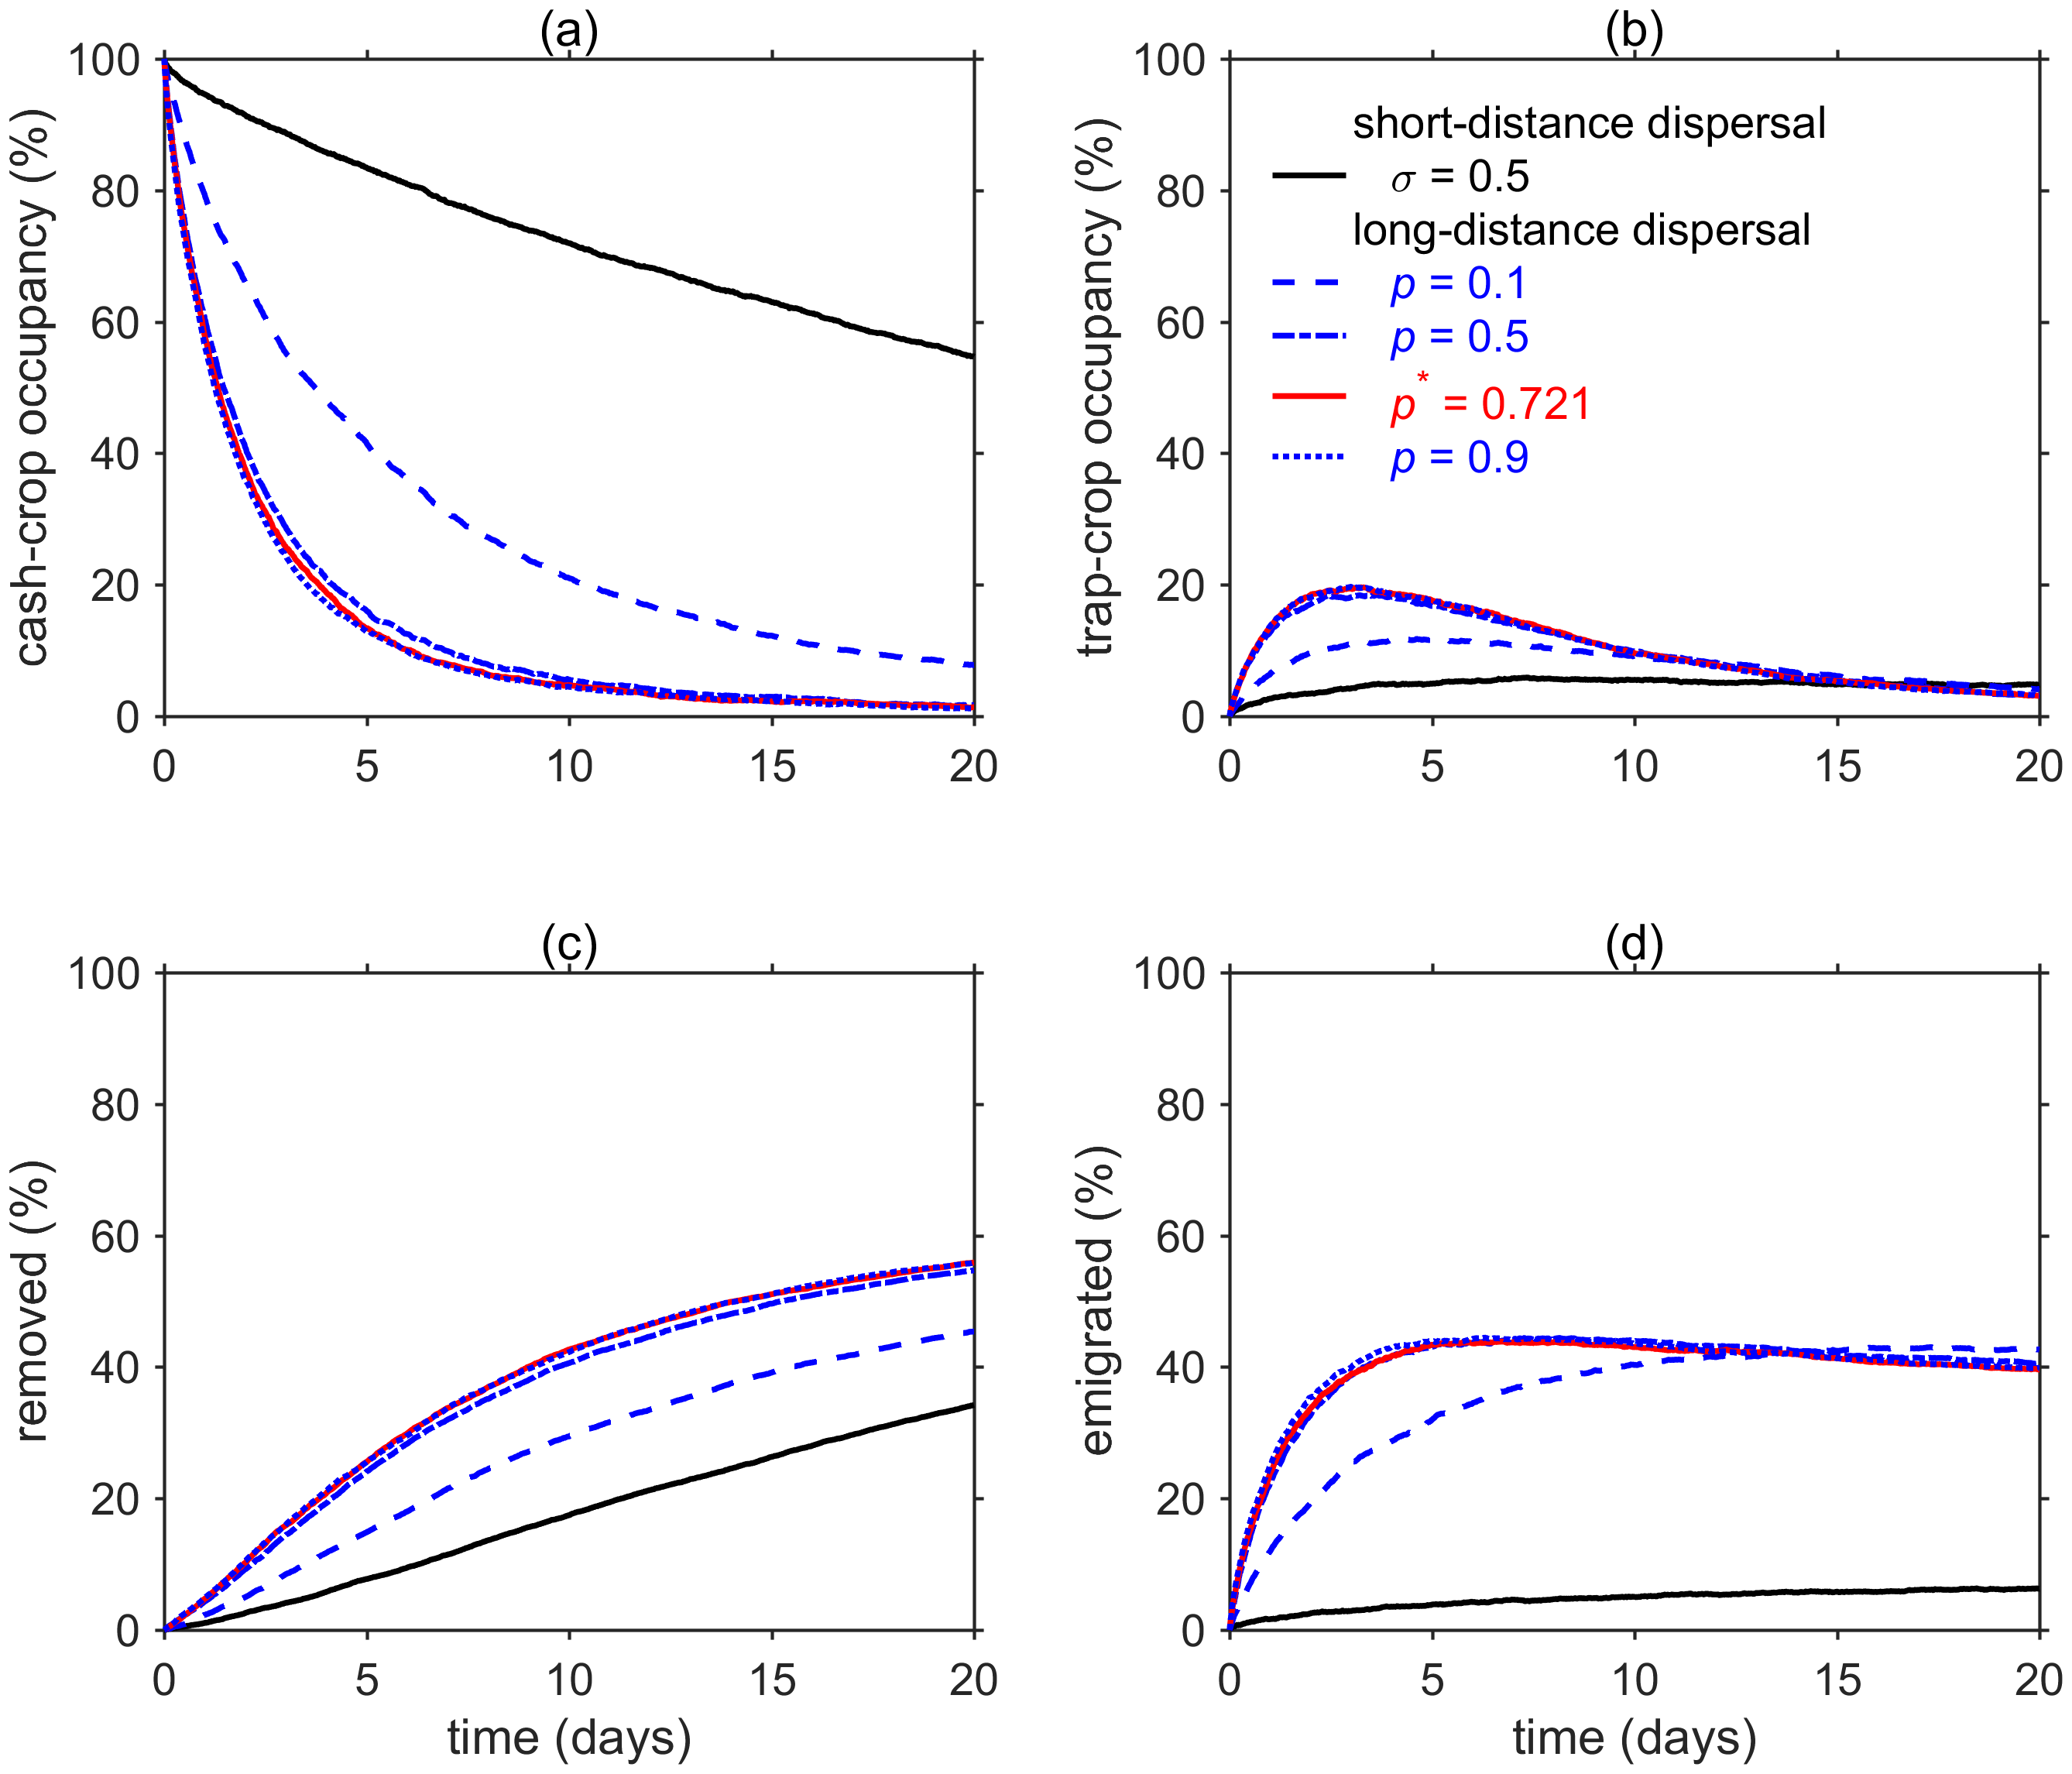 (a)
100
80
60
40
20
0
cash-crop occupancy (%)
0 5 10 15 20
(b)
100
80
60
40
20
0
trap-crop occupancy (%)
short-distance dispersal
σ = 0.5
long-distance dispersal
p = 0.1
p = 0.5
p* = 0.721
p = 0.9
0 5 10 15 20
(c)
100
80
60
40
20
0
removed (%)
0 5 10 15 20
time (days)
(d)
100
80
60
40
20
0
emigrated (%)
0 5 10 15 20
time (days)